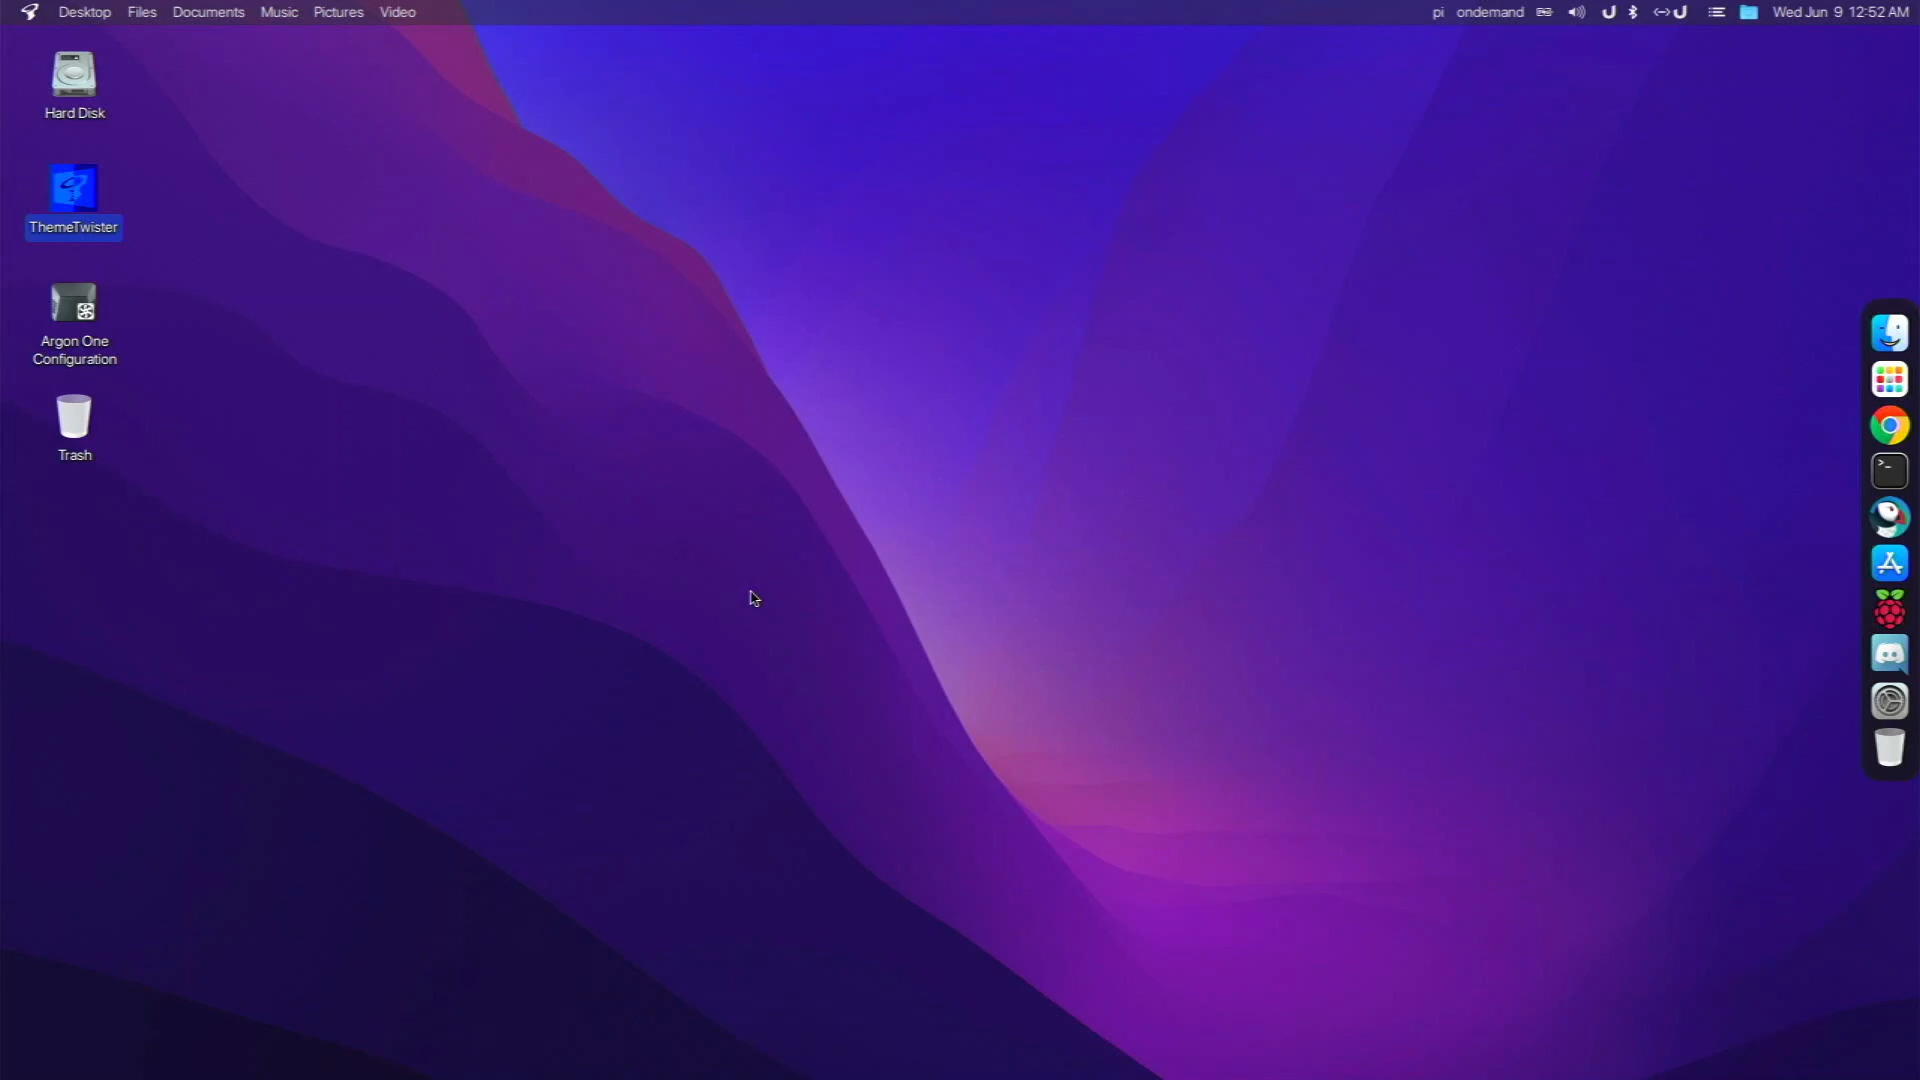 Desktop Files Documents Music Pictures Video pi ondemand Wed Jun 9 12:52 AM
Hard Disk
ThemeTwister
Argon One
Configuration
Trash